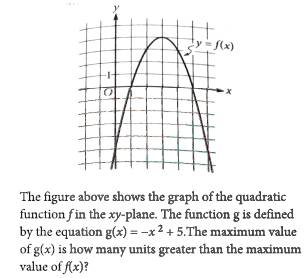 y
y = f(x)
1
O
x
The figure above shows the graph of the quadratic
function f in the xy-plane. The function g is defined
by the equation g(x) = −x² + 5.The maximum value
of g(x) is how many units greater than the maximum
value of f(x)?